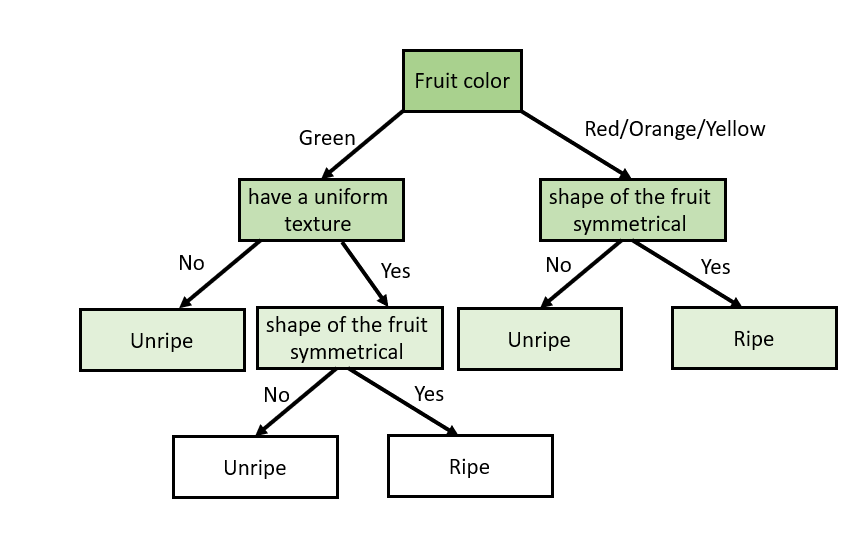 Fruit color
Green
Red/Orange/Yellow
have a uniform
texture
shape of the fruit
symmetrical
No
Yes
No
Yes
Unripe
shape of the fruit
symmetrical
Unripe
Ripe
No
Yes
Unripe
Ripe